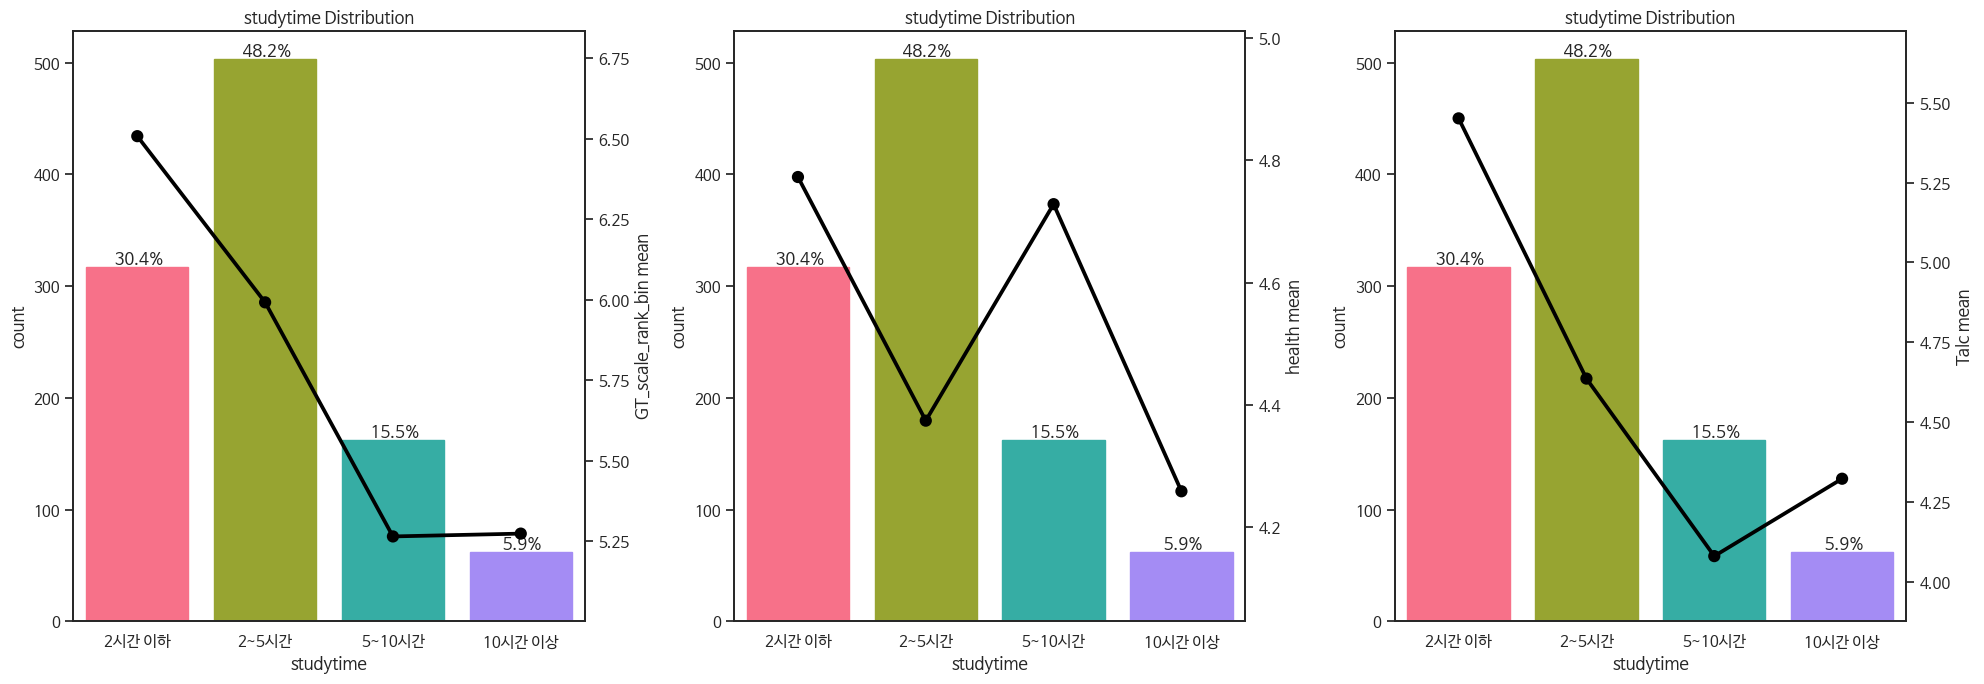 studytime Distribution
48.2%
30.4%
15.5%
5.9%
500
400
300
200
100
0
count
6.75
6.50
6.25
6.00
5.75
5.50
5.25
GT_scale_rank_bin mean
2시간 이하
2~5시간
5~10시간
10시간 이상
studytime
studytime Distribution
48.2%
30.4%
15.5%
5.9%
500
400
300
200
100
0
count
5.0
4.8
4.6
4.4
4.2
health mean
2시간 이하
2~5시간
5~10시간
10시간 이상
studytime
studytime Distribution
48.2%
30.4%
15.5%
5.9%
500
400
300
200
100
0
count
5.50
5.25
5.00
4.75
4.50
4.25
4.00
Talc mean
2시간 이하
2~5시간
5~10시간
10시간 이상
studytime